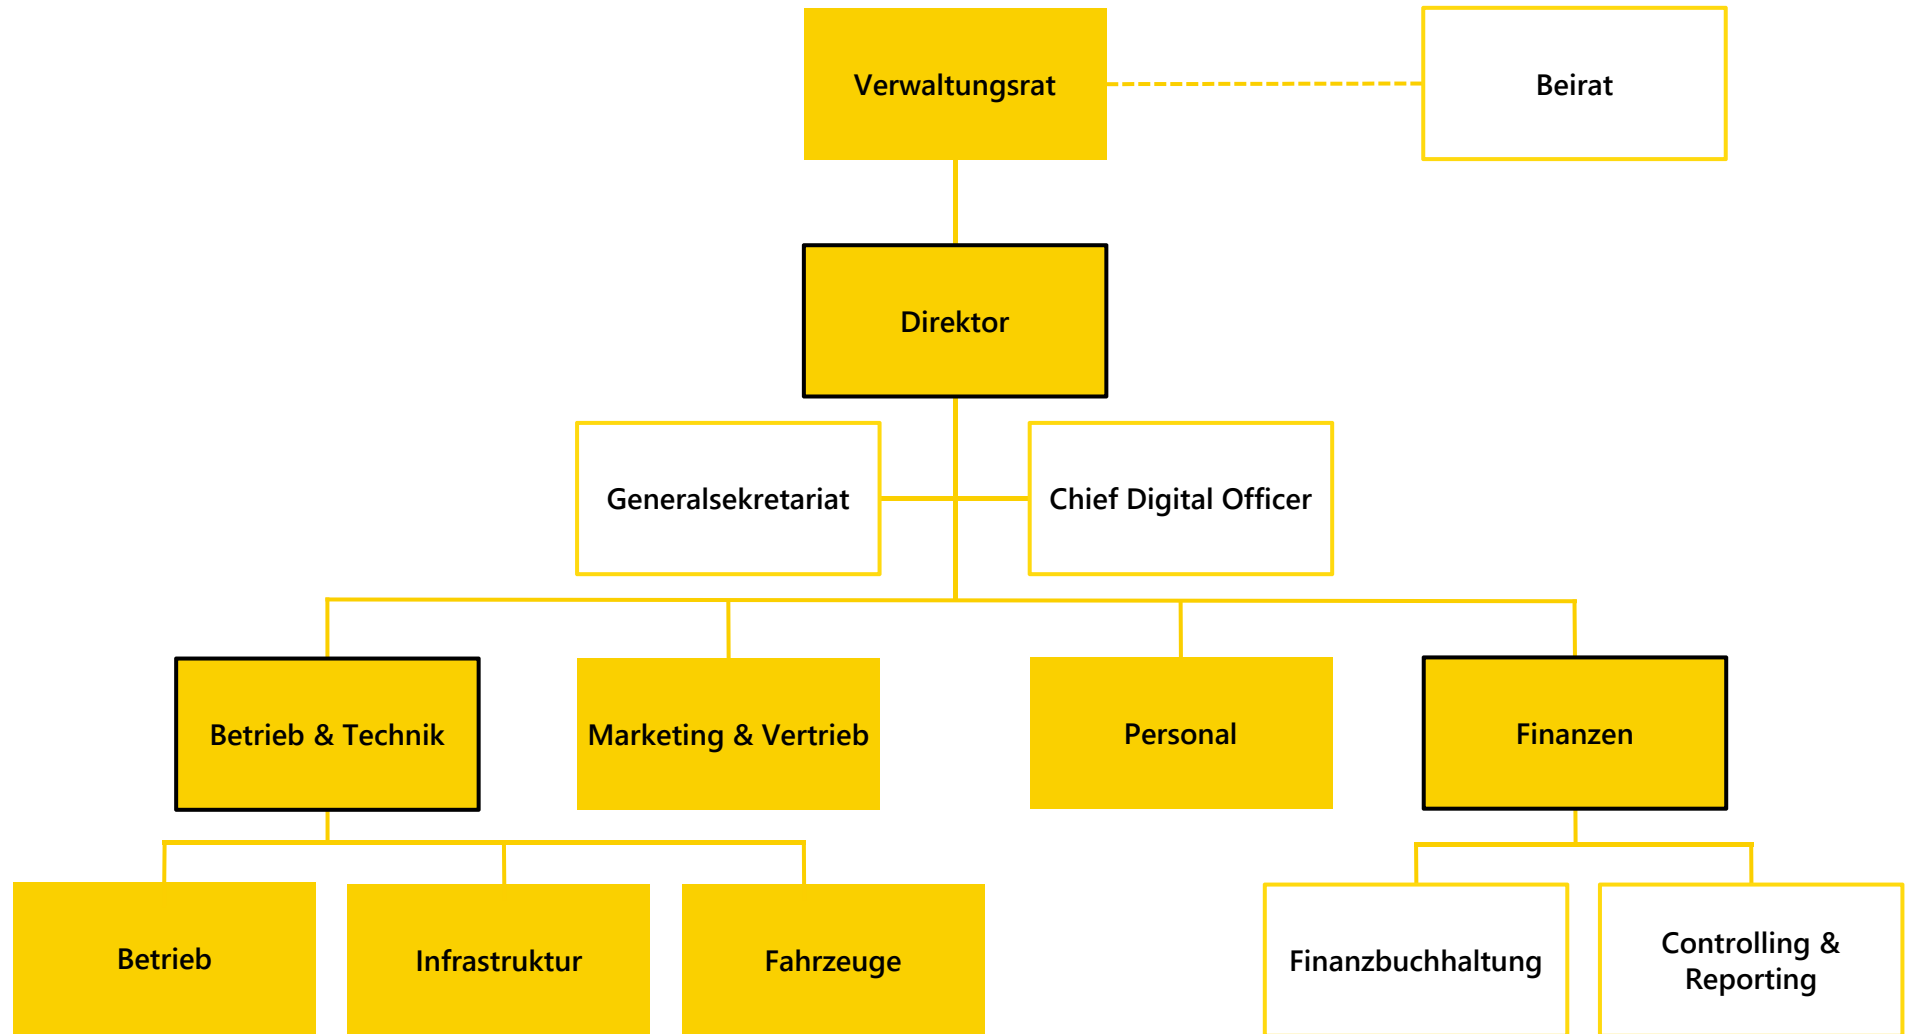 Verwaltungsrat
Beirat
Direktor
Generalsekretariat
Chief Digital Officer
Betrieb & Technik
Marketing & Vertrieb
Personal
Finanzen
Betrieb
Infrastruktur
Fahrzeuge
Finanzbuchhaltung
Controlling &
Reporting